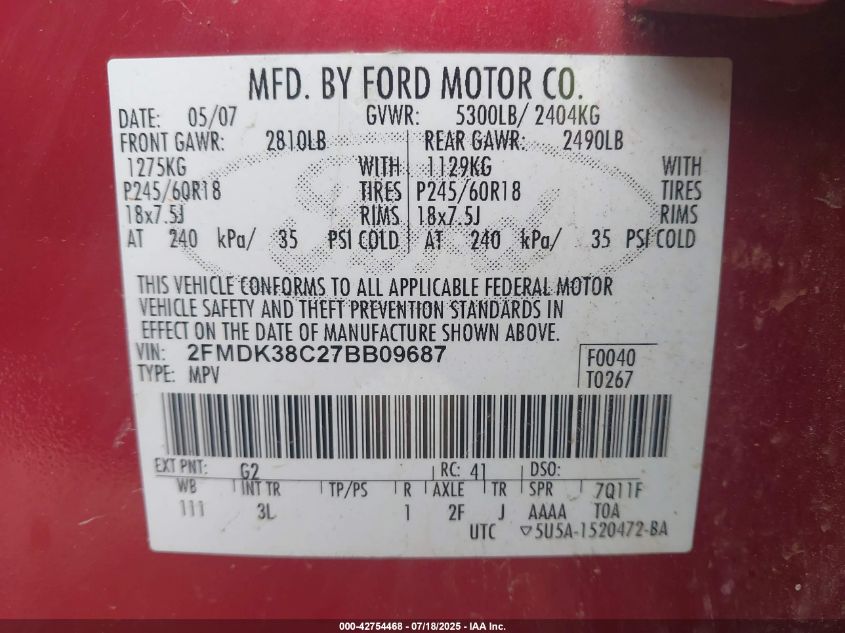 MFD. BY FORD MOTOR CO.
DATE: 05/07 GVWR: 5300LB/ 2404KG
FRONT GAWR: 2810LB REAR GAWR: 2490LB
1275KG WITH 1129KG WITH
P245/60R18 TIRES P245/60R18 TIRES
18x7.5J RIMS 18x7.5J RIMS
AT 240 kPa/ 35 PSI COLD AT 240 kPa/ 35 PSI COLD
THIS VEHICLE CONFORMS TO ALL APPLICABLE FEDERAL MOTOR
VEHICLE SAFETY AND THEFT PREVENTION STANDARDS IN
EFFECT ON THE DATE OF MANUFACTURE SHOWN ABOVE.
VIN: 2FMDK38C27BB09687 F0040
TYPE: MPV T0267
EXT PNT: G2 RC: 41 DSO:
WB INT TR TP/PS R AXLE TR SPR 7Q11F
111 3L 1 2F J AAAA TOA
UTC ▽5U5A-1520472-BA
000-42754468 - 07/18/2025 - IAA Inc.